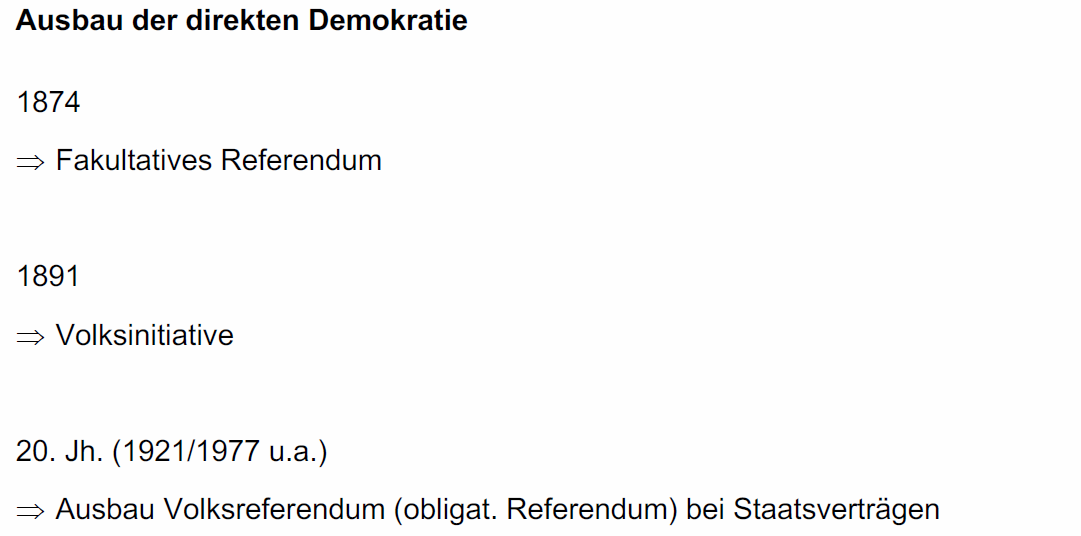 Ausbau der direkten Demokratie
1874
⇒ Fakultatives Referendum
1891
⇒ Volksinitiative
20. Jh. (1921/1977 u.a.)
⇒ Ausbau Volksreferendum (obligat. Referendum) bei Staatsverträgen